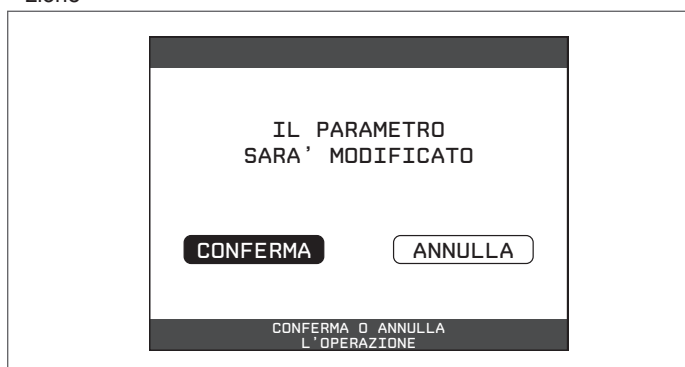 IL PARAMETRO
SARA' MODIFICATO
CONFERMA
ANNULLA
CONFERMA O ANNULLA
L'OPERAZIONE